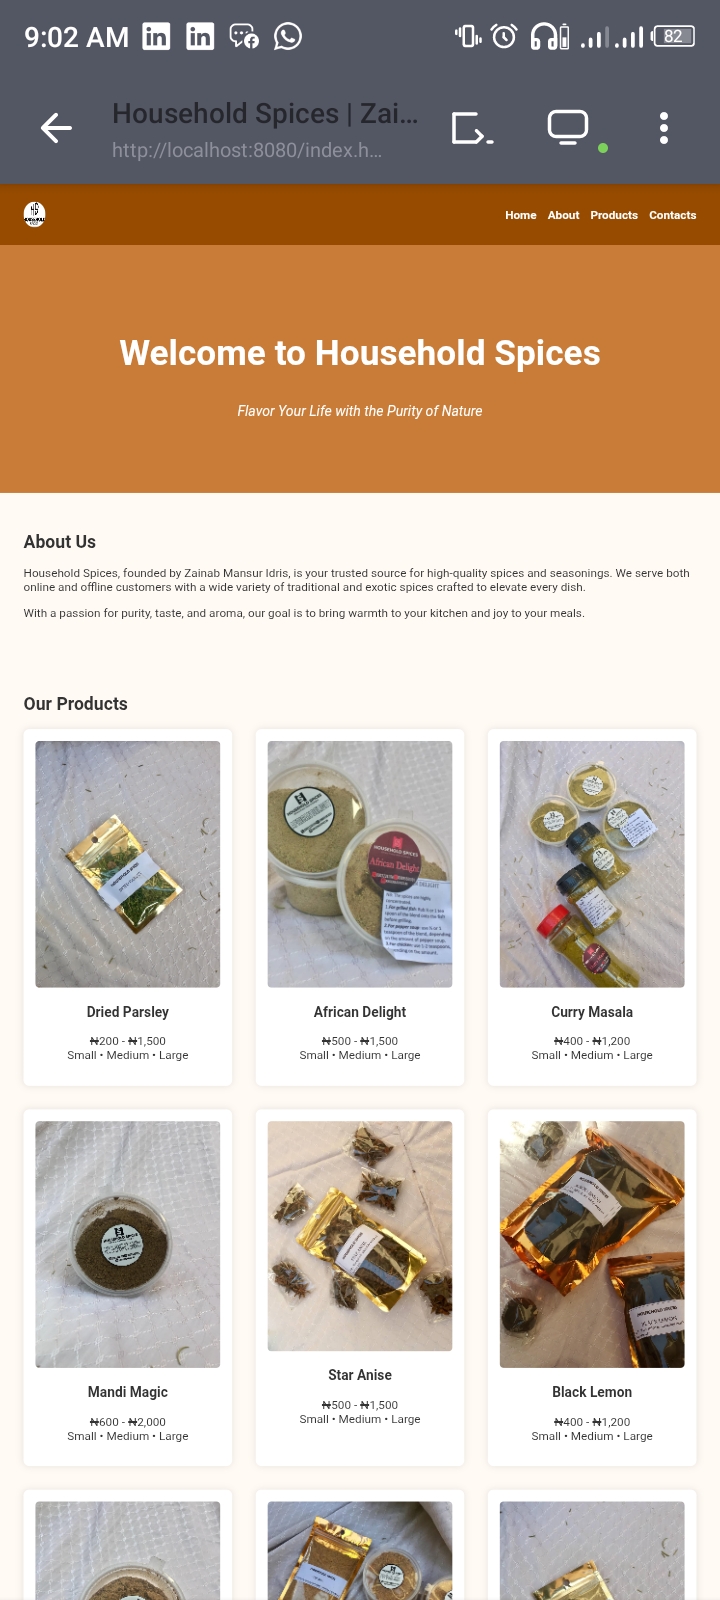 9:02 AM
82
Household Spices | Zai...
http://localhost:8080/index.h...
Home About Products Contacts
Welcome to Household Spices
Flavor Your Life with the Purity of Nature
About Us
Household Spices, founded by Zainab Mansur Idris, is your trusted source for high-quality spices and seasonings. We serve both
online and offline customers with a wide variety of traditional and exotic spices crafted to elevate every dish.
With a passion for purity, taste, and aroma, our goal is to bring warmth to your kitchen and joy to your meals.
Our Products
HOUSEHOLD SPICES
African Delight
Dried Parsley
₦200 - ₦1,500
Small • Medium • Large
African Delight
₦500 - ₦1,500
Small • Medium • Large
Curry Masala
₦400 - ₦1,200
Small • Medium • Large
Mandi Magic
₦600 - ₦2,000
Small • Medium • Large
Star Anise
₦500 - ₦1,500
Small • Medium • Large
Black Lemon
₦400 - ₦1,200
Small • Medium • Large